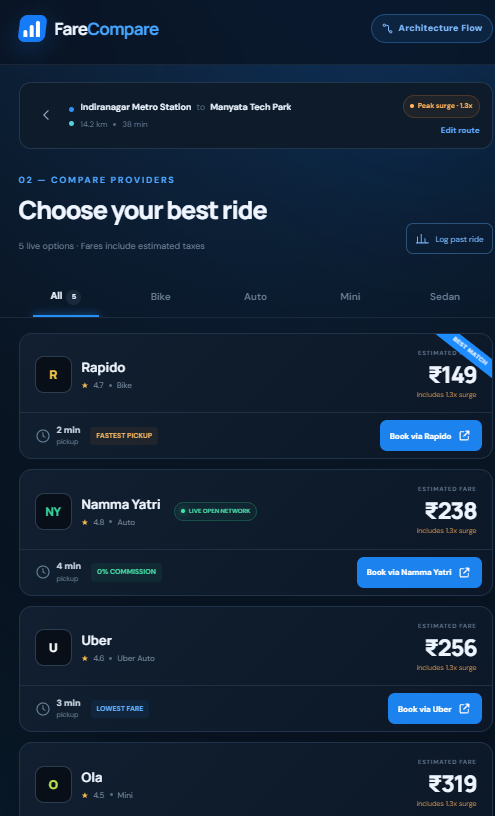 FareCompare
Architecture Flow
Indiranagar Metro Station to Manyata Tech Park
14.2 km • 38 min
Peak surge · 1.3x
Edit route
02 — COMPARE PROVIDERS
Choose your best ride
5 live options · Fares include estimated taxes
Log past ride
All 5
Bike
Auto
Mini
Sedan
BEST MATCH
R
Rapido
★ 4.7 • Bike
ESTIMATED
₹149
Includes 1.3x surge
2 min
pickup
FASTEST PICKUP
Book via Rapido
NY
Namma Yatri
★ 4.8 • Auto
LIVE OPEN NETWORK
ESTIMATED FARE
₹238
Includes 1.3x surge
4 min
pickup
0% COMMISSION
Book via Namma Yatri
U
Uber
★ 4.6 • Uber Auto
ESTIMATED FARE
₹256
Includes 1.3x surge
3 min
pickup
LOWEST FARE
Book via Uber
O
Ola
★ 4.5 • Mini
ESTIMATED FARE
₹319
Includes 1.3x surge